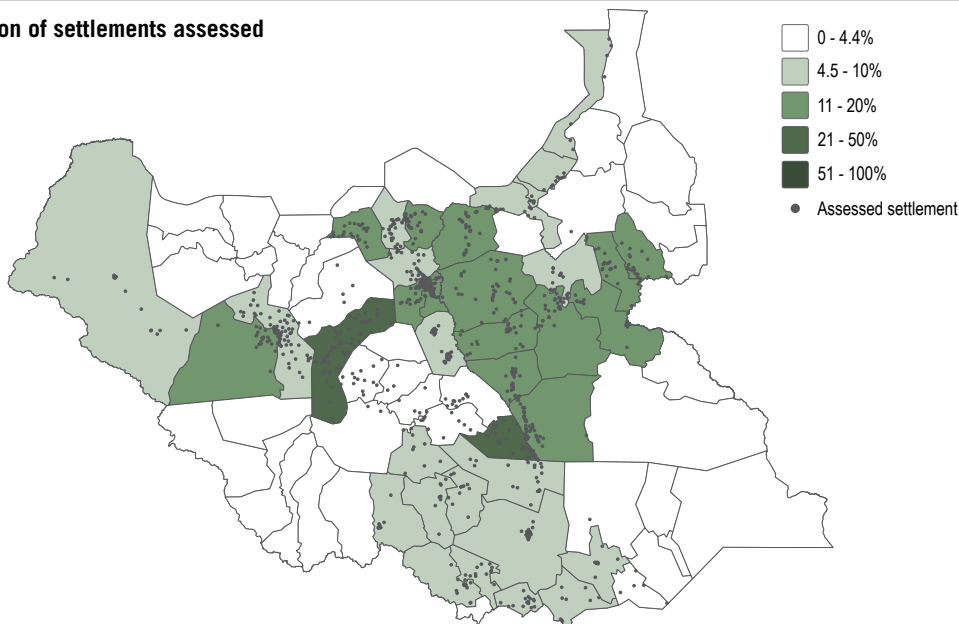 on of settlements assessed
0 - 4.4%
4.5 - 10%
11 - 20%
21 - 50%
51 - 100%
Assessed settlement